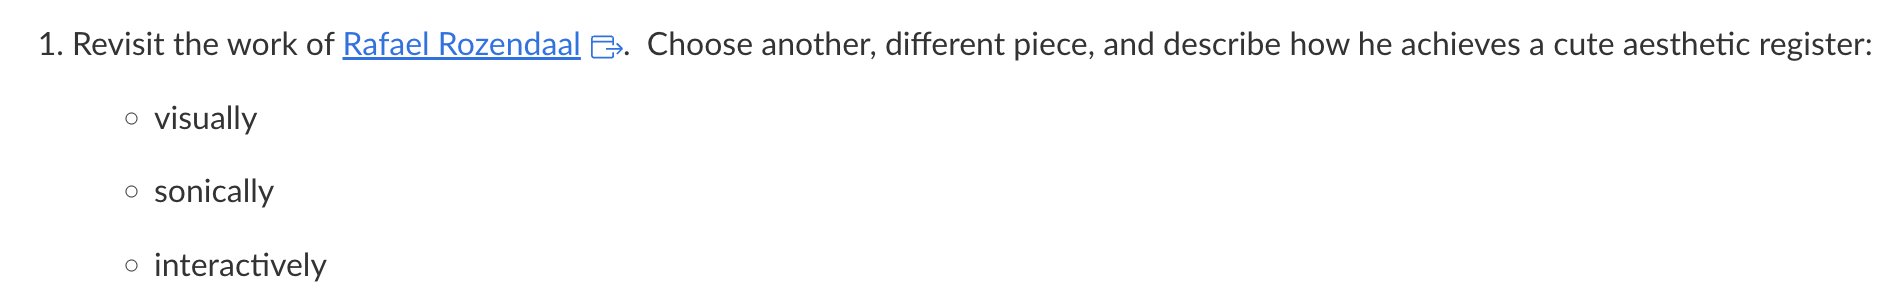 1. Revisit the work of Rafael Rozendaal. Choose another, different piece, and describe how he achieves a cute aesthetic register:
○ visually
○ sonically
○ interactively